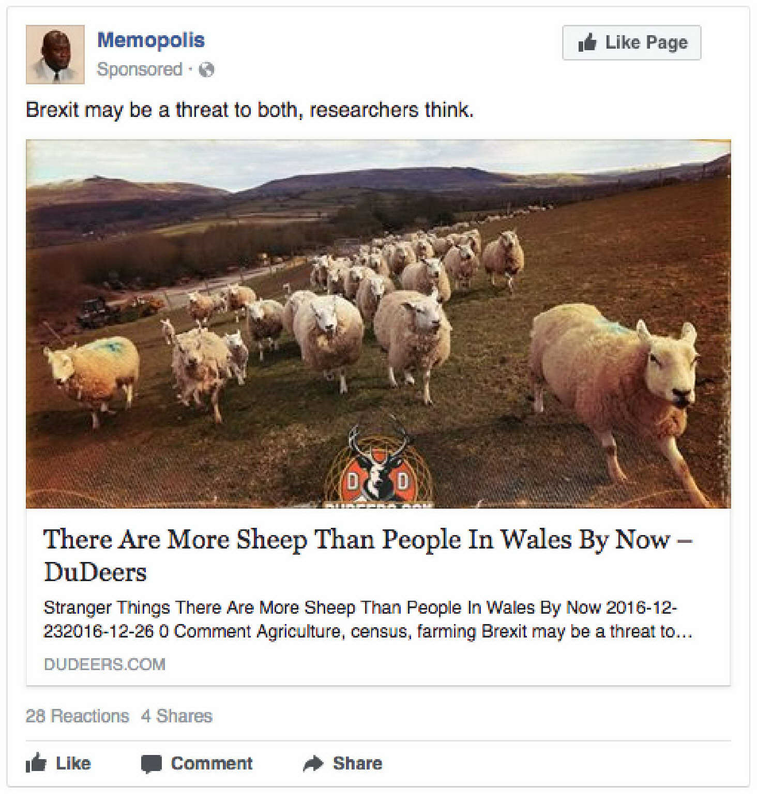 Memopolis
Like Page
Sponsored ·
Brexit may be a threat to both, researchers think.
D D
DUDEERS.COM
There Are More Sheep Than People In Wales By Now –
DuDeers
Stranger Things There Are More Sheep Than People In Wales By Now 2016-12-
232016-12-26 0 Comment Agriculture, census, farming Brexit may be a threat to...
DUDEERS.COM
28 Reactions 4 Shares
Like Comment Share